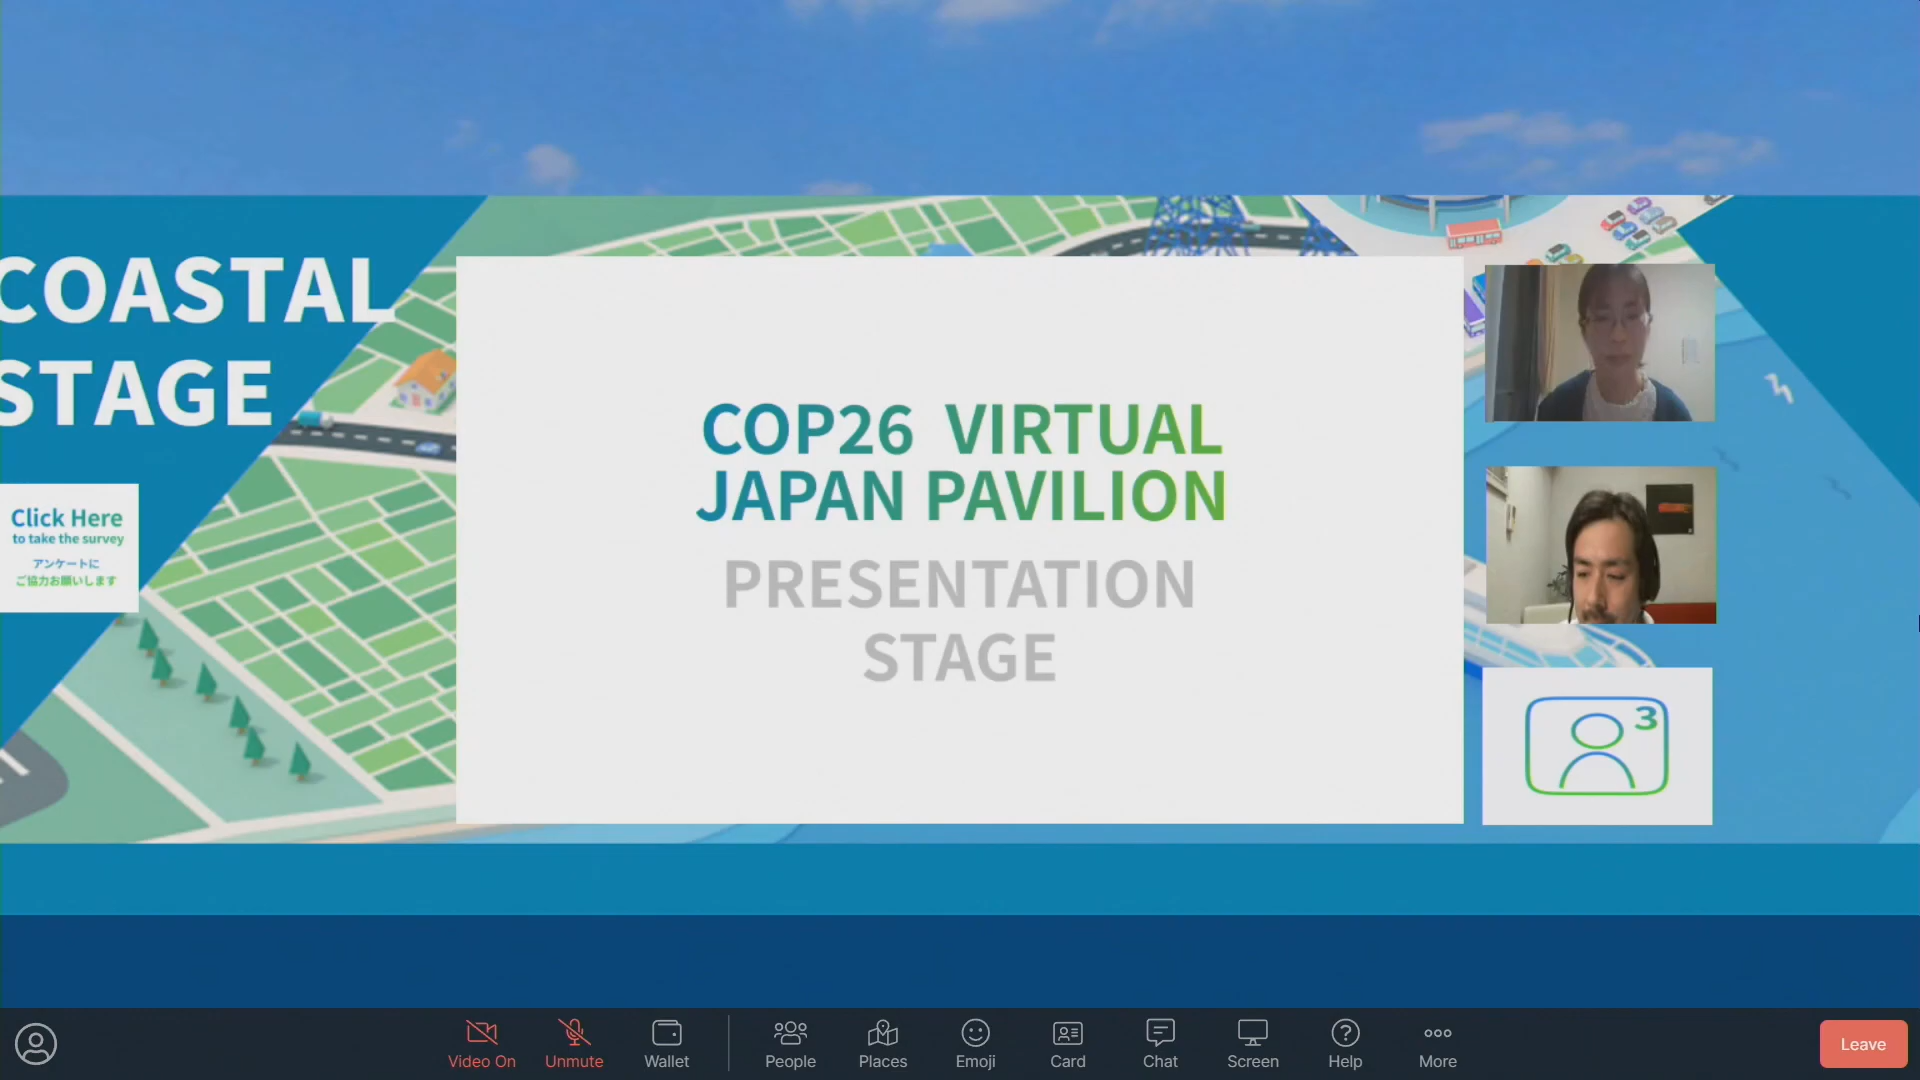 COASTAL
STAGE
Click Here
to take the survey
アンケートに
ご協力お願いします
COP26 VIRTUAL
JAPAN PAVILION
PRESENTATION
STAGE
3
Video On
Unmute
Wallet
People
Places
Emoji
Card
Chat
Screen
Help
More
Leave